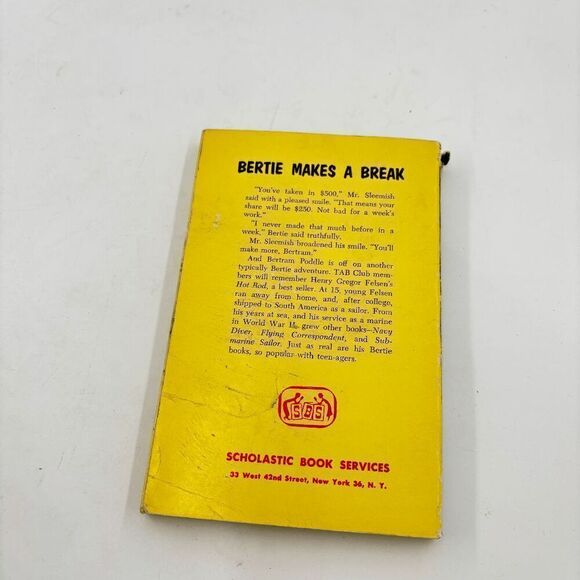 BERTIE MAKES A BREAK
"You've taken in $500," Mr. Sleemish
said with a pleased smile. "That means your
share will be $250. Not bad for a week's
work."
"I never made that much before in a
week," Bertie said truthfully.
Mr. Sleemish broadened his smile. "You'll
make more, Bertram."
And Bertram Poddle is off on another
typically Bertie adventure. TAB Club mem-
bers will remember Henry Gregor Felsen's
Hot Rod, a best seller. At 15, young Felsen
ran away from home, and, after college,
shipped to South America as a sailor. From
his years at sea, and his service as a marine
in World War II, grew other books—Navy
Diver, Flying Correspondent, and Sub-
marine Sailor. Just as real are his Bertie
books, so popular with teen-agers.
SBS
SCHOLASTIC BOOK SERVICES
33 West 42nd Street, New York 36, N. Y.